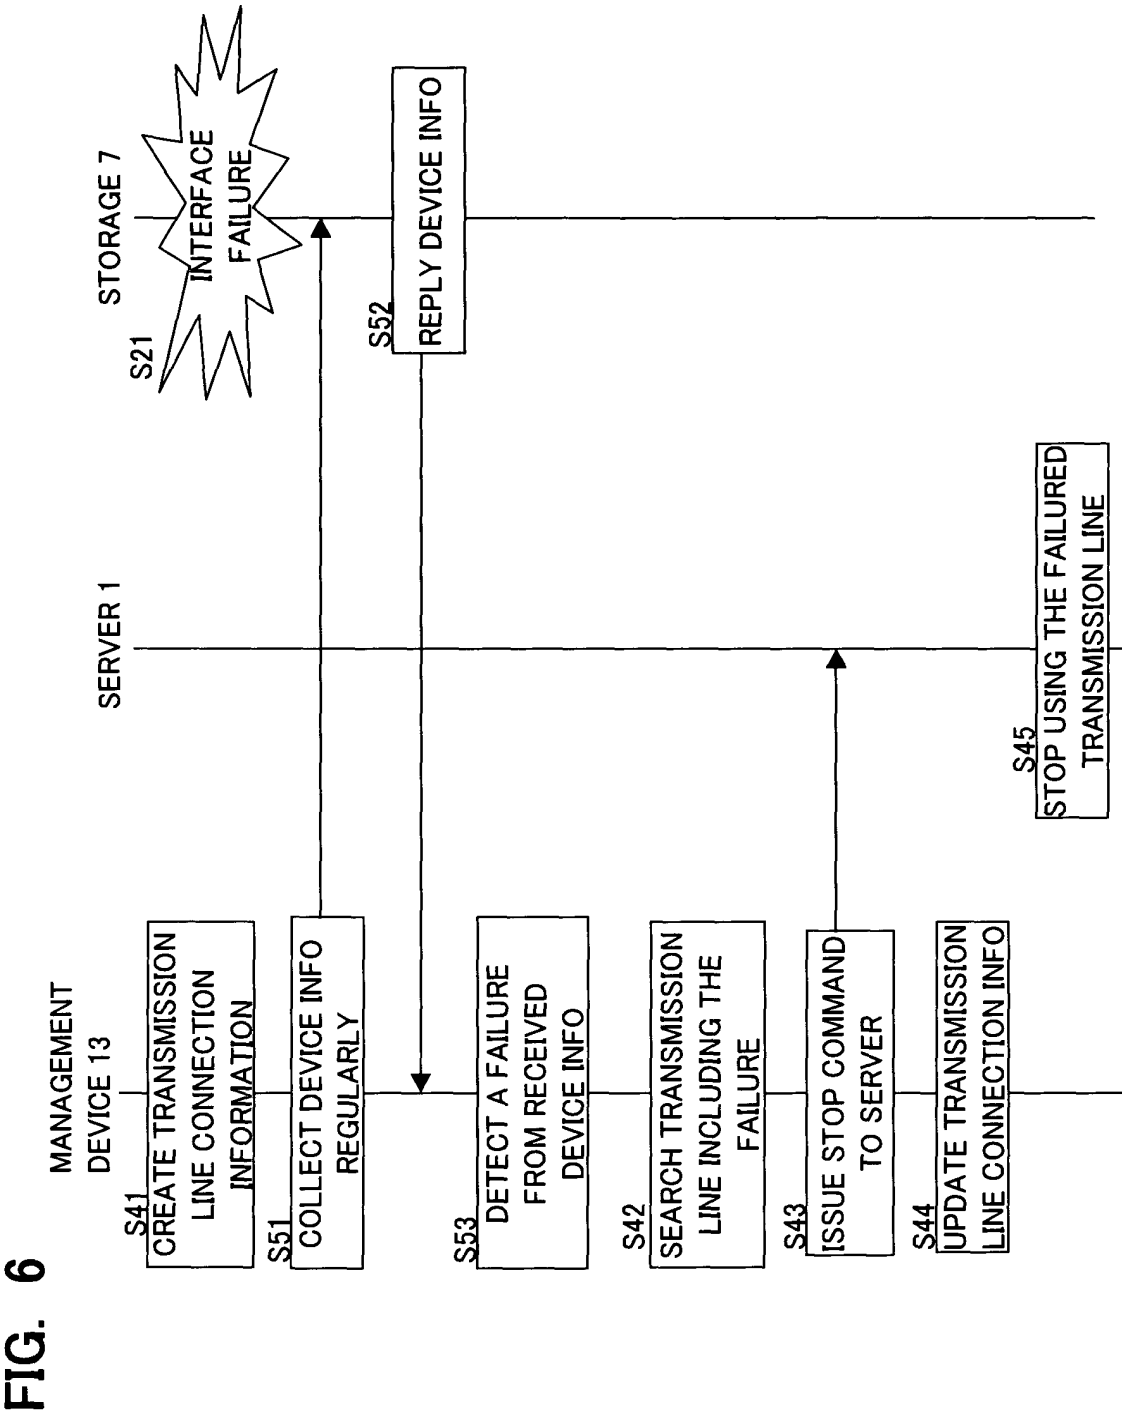 FIG. 6
MANAGEMENT
DEVICE 13
SERVER 1
STORAGE 7
S41
CREATE TRANSMISSION
LINE CONNECTION
INFORMATION
S21
INTERFACE
FAILURE
S51
COLLECT DEVICE INFO
REGULARLY
S52
REPLY DEVICE INFO
S53
DETECT A FAILURE
FROM RECEIVED
DEVICE INFO
S42
SEARCH TRANSMISSION
LINE INCLUDING THE
FAILURE
S43
ISSUE STOP COMMAND
TO SERVER
S44
UPDATE TRANSMISSION
LINE CONNECTION INFO
S45
STOP USING THE FAILURED
TRANSMISSION LINE